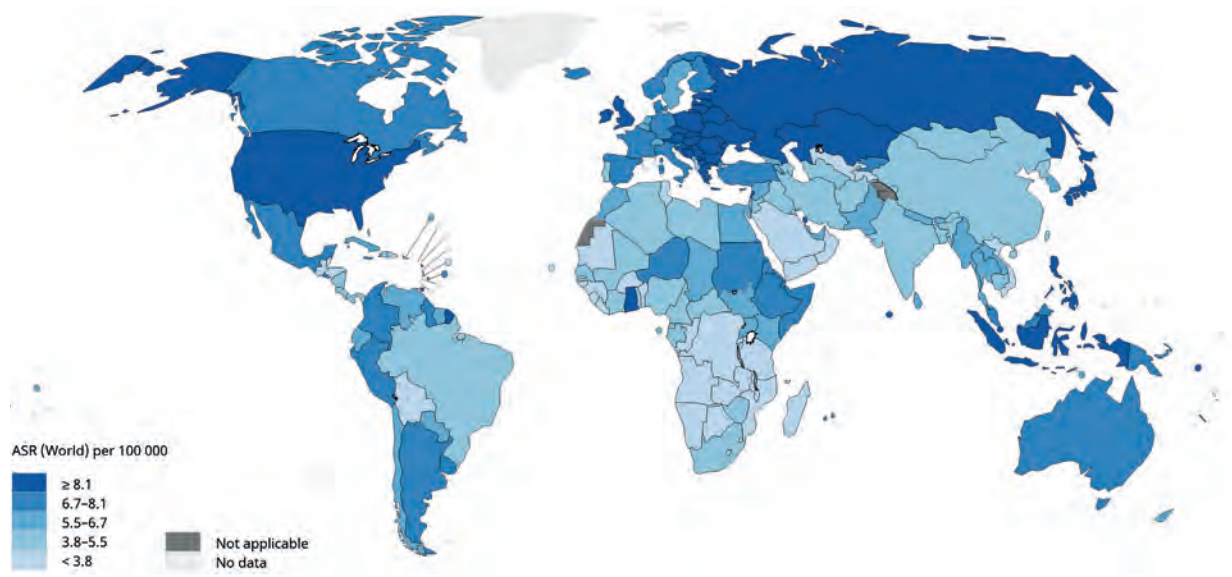 ASR (World) per 100 000
≥ 8.1
6.7–8.1
5.5–6.7
3.8–5.5
< 3.8
Not applicable
No data